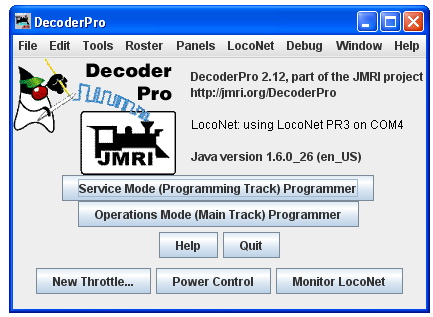 DecoderPro
File Edit Tools Roster Panels LocoNet Debug Window Help
Decoder
Pro
JMRI
DecoderPro 2.12, part of the JMRI project
http://jmri.org/DecoderPro
LocoNet: using LocoNet PR3 on COM4
Java version 1.6.0_26 (en_US)
Service Mode (Programming Track) Programmer
Operations Mode (Main Track) Programmer
Help Quit
New Throttle... Power Control Monitor LocoNet